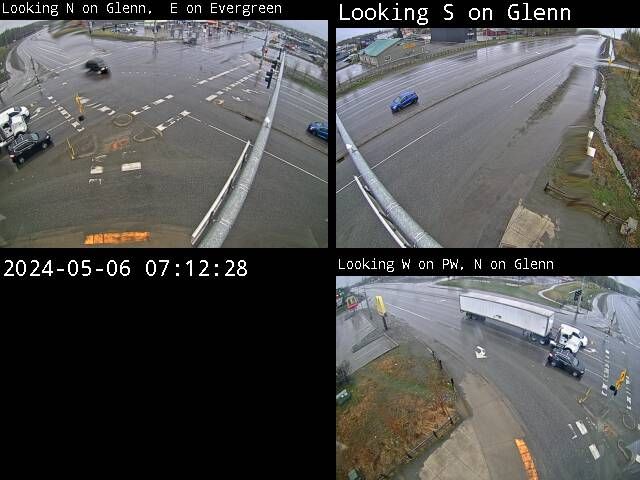 Looking N on Glenn, E on Evergreen
Looking S on Glenn
2024-05-06 07:12:28
Looking W on PW, N on Glenn